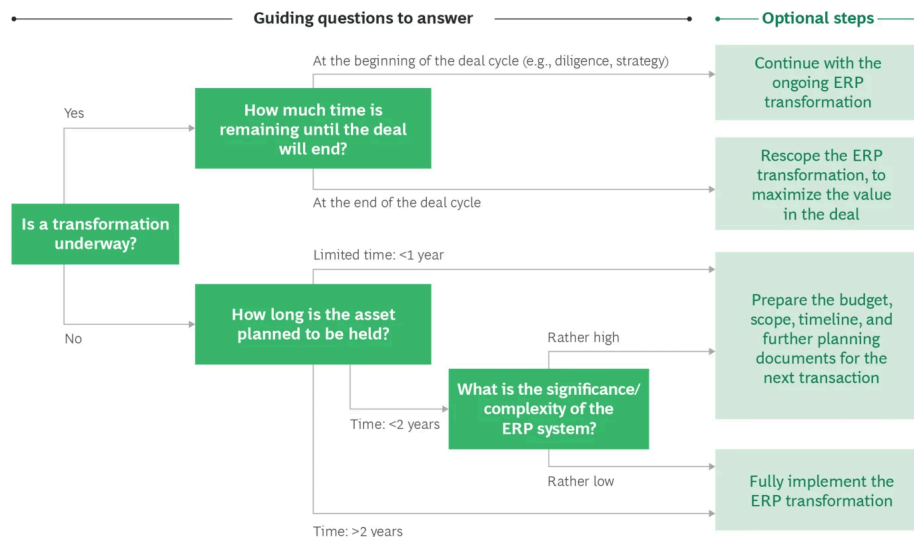 Guiding questions to answer
Optional steps
At the beginning of the deal cycle (e.g., diligence, strategy)
Continue with the
ongoing ERP
transformation
Yes
How much time is
remaining until the deal
will end?
Rescope the ERP
transformation, to
maximize the value
in the deal
At the end of the deal cycle
Is a transformation
underway?
Limited time: <1 year
No
How long is the asset
planned to be held?
Prepare the budget,
scope, timeline, and
further planning
documents for the
next transaction
Rather high
What is the significance/
complexity of the
ERP system?
Time: <2 years
Rather low
Fully implement the
ERP transformation
Time: >2 years